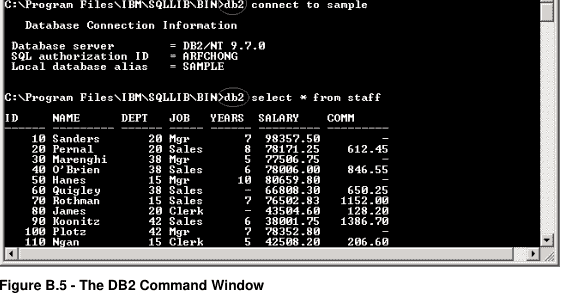 C:\Program Files\IBM\SQLLIB\BIN>db2 connect to sample
Database Connection Information
Database server = DB2/NT 9.7.0
SQL authorization ID = ARFCHONG
Local database alias = SAMPLE
C:\Program Files\IBM\SQLLIB\BIN>db2 select * from staff
ID NAME DEPT JOB YEARS SALARY COMM
------ --------- ------ ----- ------ --------- ---------
10 Sanders 20 Mgr 7 98357.50 -
20 Pernal 20 Sales 8 78171.25 612.45
30 Marenghi 38 Mgr 5 77506.75 -
40 O'Brien 38 Sales 6 78006.00 846.55
50 Hanes 15 Mgr 10 80659.80 -
60 Quigley 38 Sales - 66808.30 650.25
70 Rothman 15 Sales 7 76502.83 1152.00
80 James 20 Clerk - 43504.60 128.20
90 Koonitz 42 Sales 6 38001.75 1386.70
100 Plotz 42 Mgr 7 78352.80 -
110 Ngan 15 Clerk 5 42508.20 206.60
Figure B.5 - The DB2 Command Window